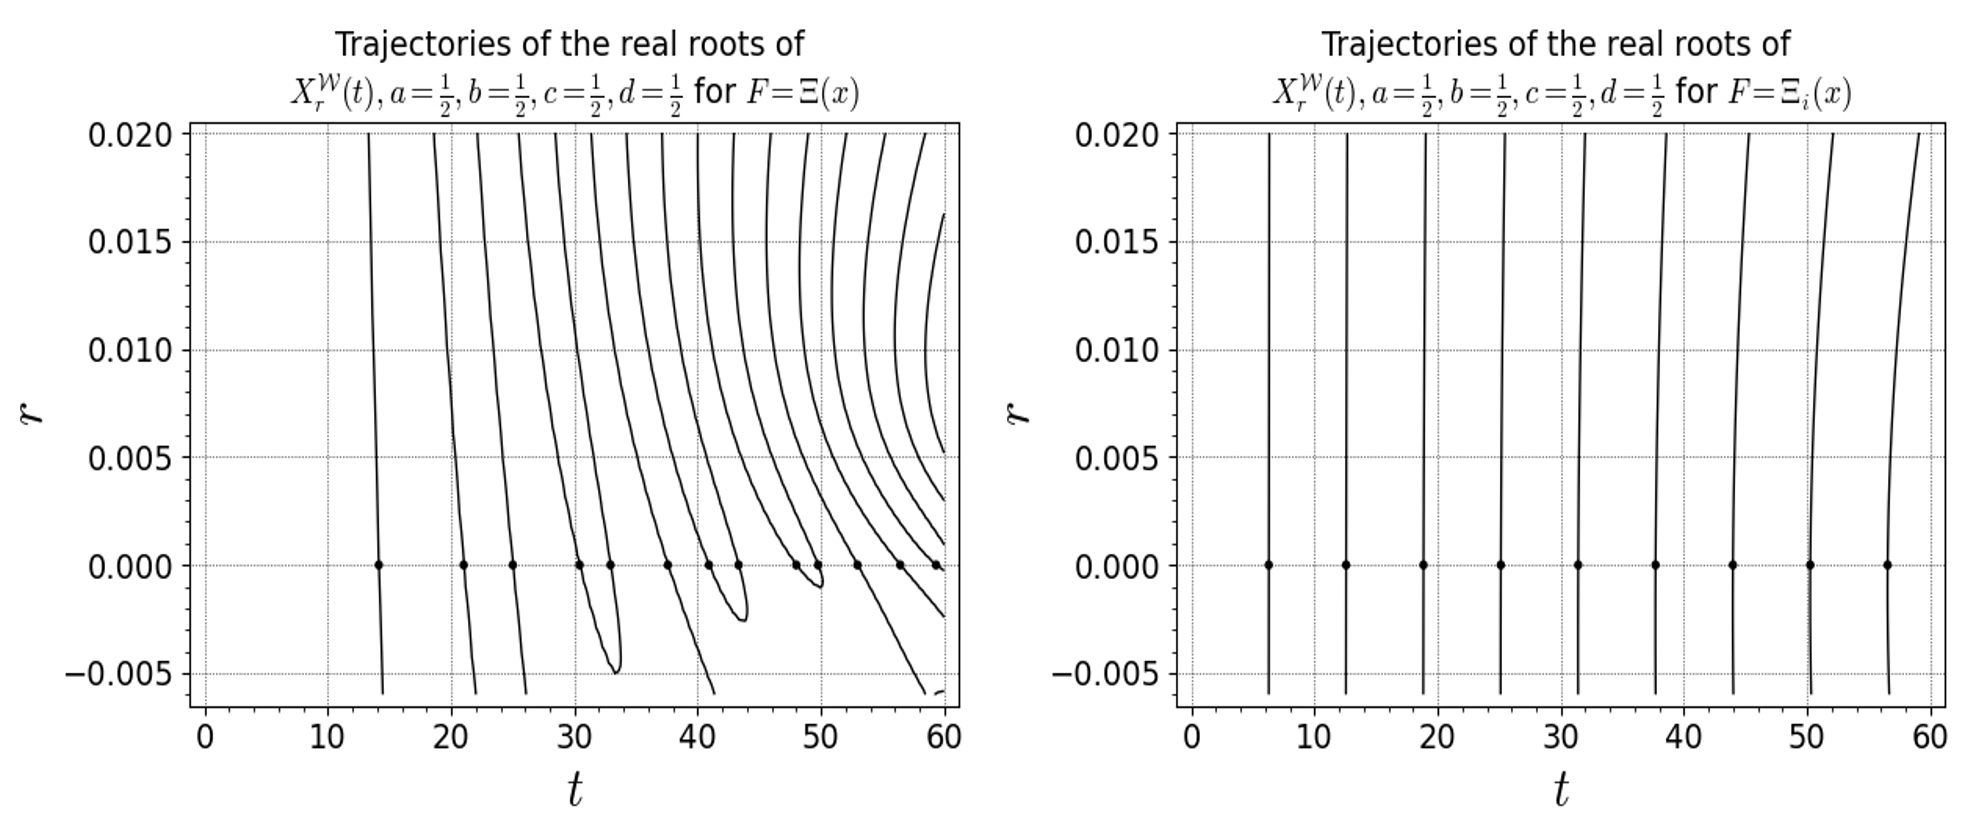 Trajectories of the real roots of
X_r^𝒲(t), a = 1/2, b = 1/2, c = 1/2, d = 1/2 for F = Ξ(x)
0.020
0.015
0.010
0.005
0.000
−0.005
r
0 10 20 30 40 50 60
t
Trajectories of the real roots of
X_r^𝒲(t), a = 1/2, b = 1/2, c = 1/2, d = 1/2 for F = Ξ_i(x)
0.020
0.015
0.010
0.005
0.000
−0.005
r
0 10 20 30 40 50 60
t